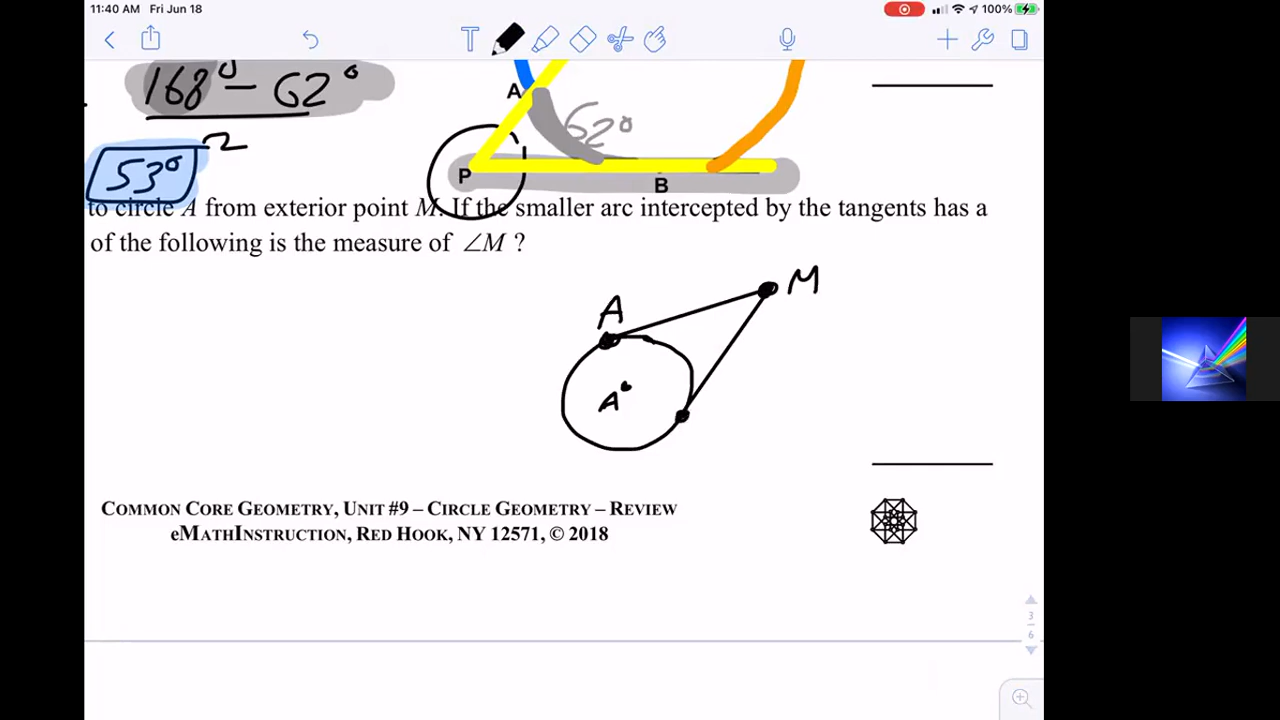 11:40 AM Fri Jun 18
100%
T
168° – 62°
2
53°
A
62°
P
B
to circle A from exterior point M. If the smaller arc intercepted by the tangents has a
of the following is the measure of ∠M ?
M
A
A
COMMON CORE GEOMETRY, UNIT #9 – CIRCLE GEOMETRY – REVIEW
eMATHINSTRUCTION, RED HOOK, NY 12571, © 2018
3
6